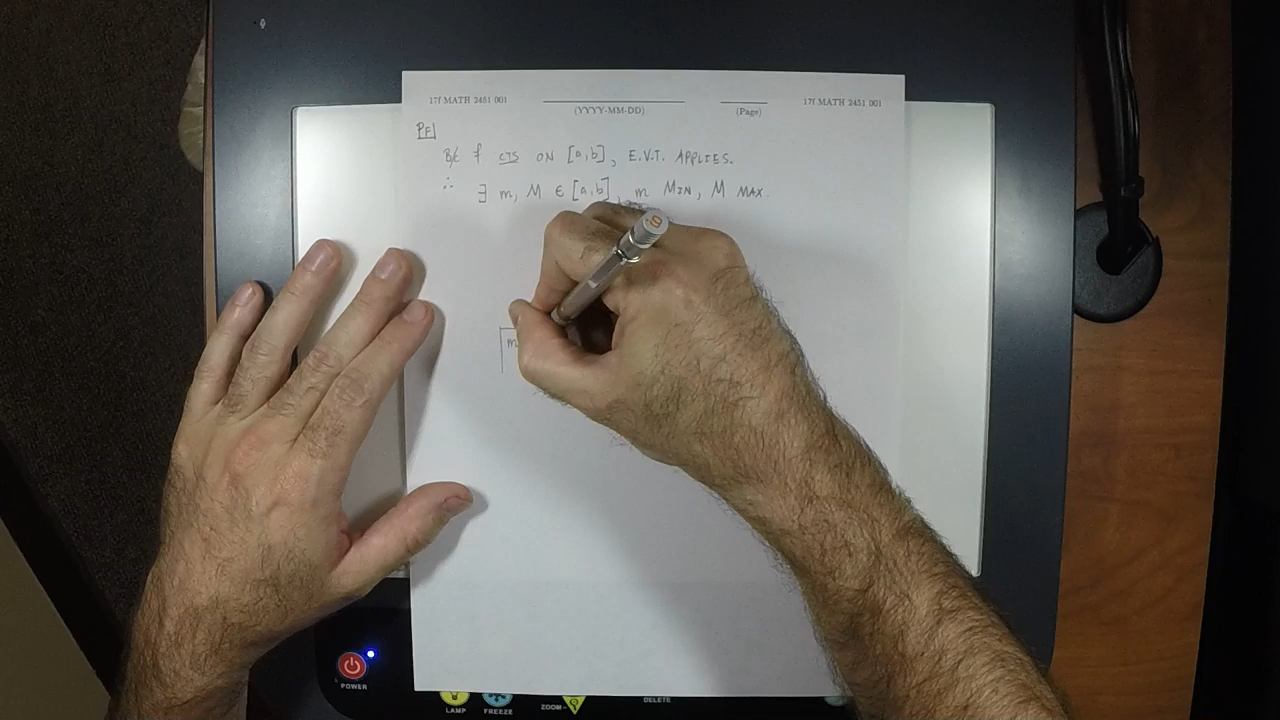 17f MATH 2451 001 (YYYY-MM-DD) (Page) 17f MATH 2451 001
PF
B/C f CTS ON [a,b], E.V.T. APPLIES.
∴ ∃ m, M ∈ [a,b], m MIN, M MAX.
m
POWER
LAMP FREEZE ZOOM- DELETE